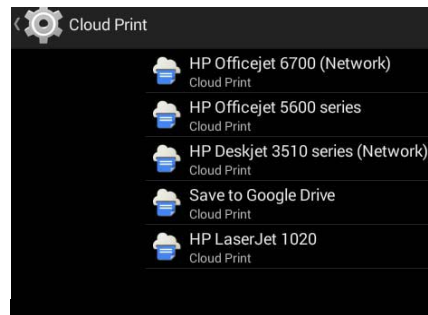 Cloud Print
HP Officejet 6700 (Network)
Cloud Print
HP Officejet 5600 series
Cloud Print
HP Deskjet 3510 series (Network)
Cloud Print
Save to Google Drive
Cloud Print
HP LaserJet 1020
Cloud Print